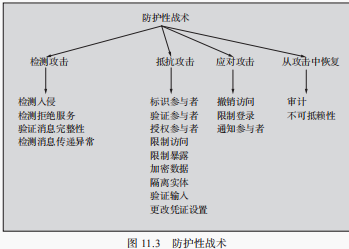 防护性战术
检测攻击
抵抗攻击
应对攻击
从攻击中恢复
检测入侵
检测拒绝服务
验证消息完整性
检测消息传递异常
标识参与者
验证参与者
授权参与者
限制访问
限制暴露
加密数据
隔离实体
验证输入
更改凭证设置
撤销访问
限制登录
通知参与者
审计
不可抵赖性
图 11.3 防护性战术